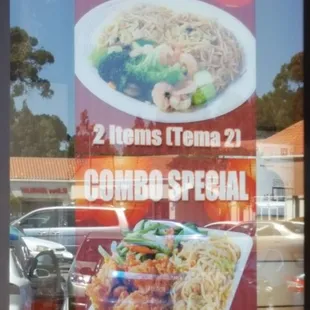 2 Items (Tema 2)
COMBO SPECIAL